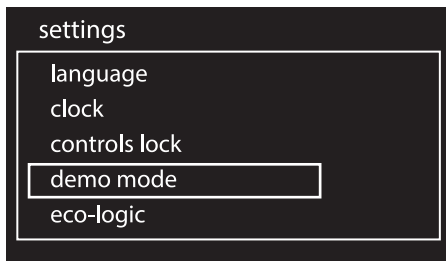 settings
language
clock
controls lock
demo mode
eco-logic